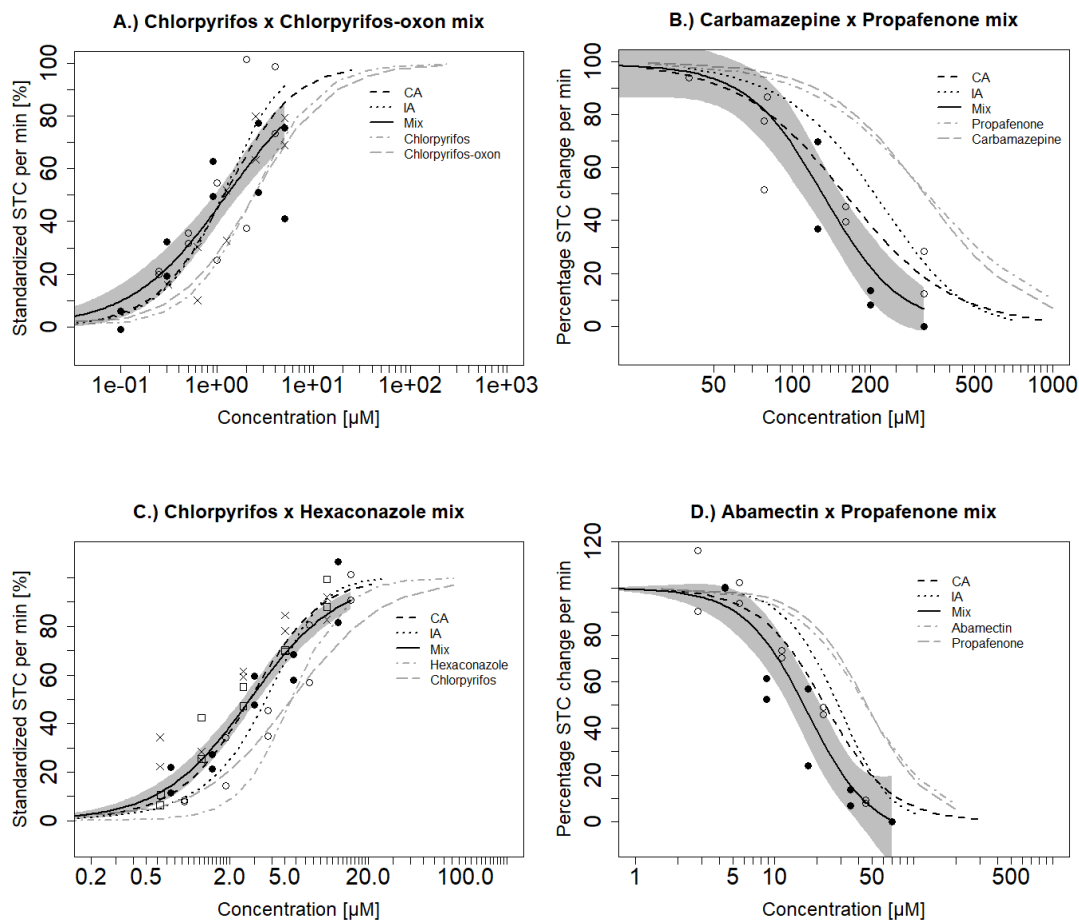 A.) Chlorpyrifos x Chlorpyrifos-oxon mix
Standardized STC per min [%]
0 20 40 60 80 100
CA
IA
Mix
Chlorpyrifos
Chlorpyrifos-oxon
1e-01 1e+00 1e+01 1e+02 1e+03
Concentration [µM]
B.) Carbamazepine x Propafenone mix
Percentage STC change per min
0 20 40 60 80 100
CA
IA
Mix
Propafenone
Carbamazepine
50 100 200 500 1000
Concentration [µM]
C.) Chlorpyrifos x Hexaconazole mix
Standardized STC per min [%]
0 20 40 60 80
CA
IA
Mix
Hexaconazole
Chlorpyrifos
0.2 0.5 2.0 5.0 20.0 100.0
Concentration [µM]
D.) Abamectin x Propafenone mix
Percentage STC change per min
0 20 40 60 80 100 120
CA
IA
Mix
Abamectin
Propafenone
1 5 10 50 500
Concentration [µM]